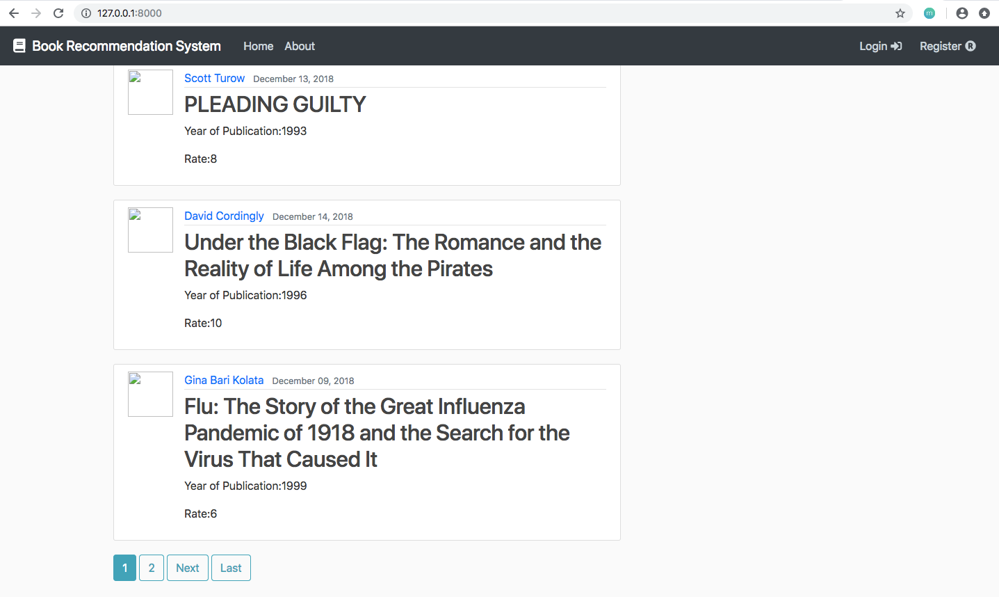 127.0.0.1:8000
m
Book Recommendation System Home About Login Register R
Scott Turow December 13, 2018
PLEADING GUILTY
Year of Publication:1993
Rate:8
David Cordingly December 14, 2018
Under the Black Flag: The Romance and the
Reality of Life Among the Pirates
Year of Publication:1996
Rate:10
Gina Bari Kolata December 09, 2018
Flu: The Story of the Great Influenza
Pandemic of 1918 and the Search for the
Virus That Caused It
Year of Publication:1999
Rate:6
1 2 Next Last